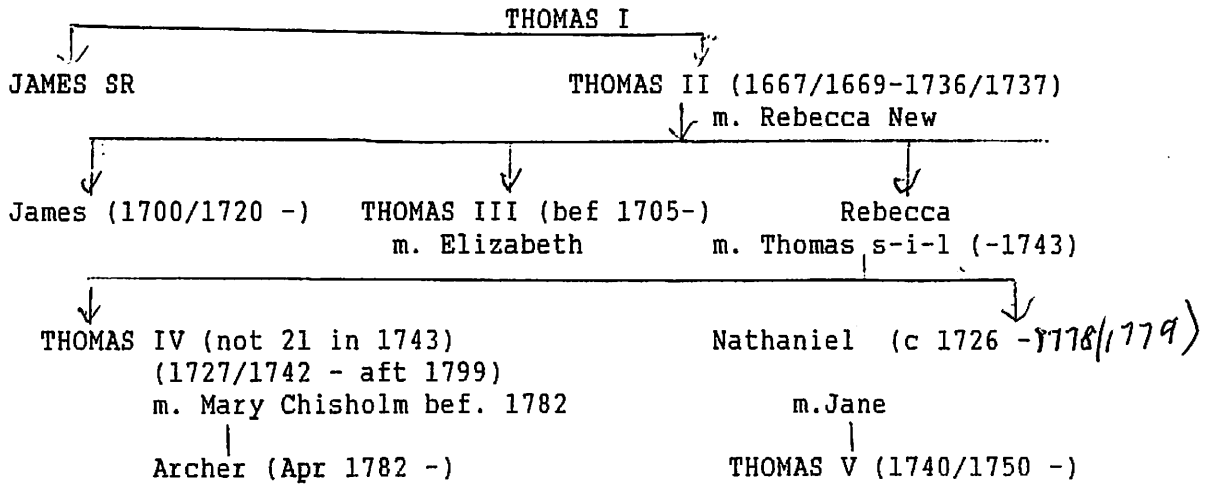 THOMAS I
JAMES SR THOMAS II (1667/1669-1736/1737)
m. Rebecca New
James (1700/1720 -) THOMAS III (bef 1705-) Rebecca
m. Elizabeth m. Thomas s-i-l (-1743)
THOMAS IV (not 21 in 1743) Nathaniel (c 1726 - 1778/1779)
(1727/1742 - aft 1799)
m. Mary Chisholm bef. 1782 m.Jane
Archer (Apr 1782 -) THOMAS V (1740/1750 -)